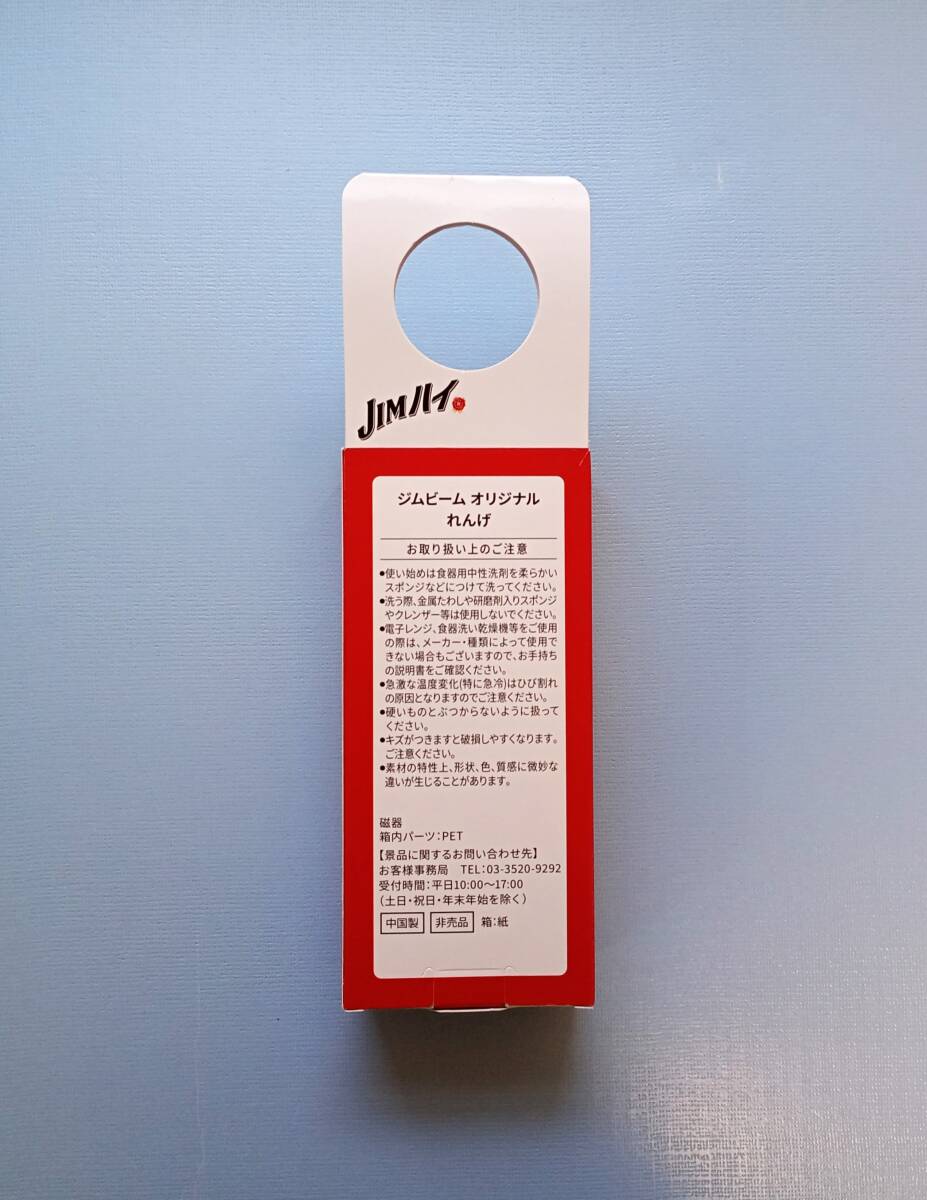 JIMハイ
ジムビーム オリジナル
れんげ
お取り扱い上のご注意
●使い始めは食器用中性洗剤を柔らかい
スポンジなどにつけて洗ってください。
●洗う際、金属たわしや研磨剤入りスポンジ
やクレンザー等は使用しないでください。
●電子レンジ、食器洗い乾燥機等をご使用
の際は、メーカー・種類によって使用で
きない場合もございますので、お手持ち
の説明書をご確認ください。
●急激な温度変化(特に急冷)はひび割れ
の原因となりますのでご注意ください。
●硬いものとぶつからないように扱って
ください。
●キズがつきますと破損しやすくなります。
ご注意ください。
●素材の特性上、形状、色、質感に微妙な
違いが生じることがあります。
磁器
箱内パーツ：PET
【景品に関するお問い合わせ先】
お客様事務局　TEL：03-3520-9292
受付時間：平日10:00～17:00
（土日・祝日・年末年始を除く）
中国製 非売品 箱：紙